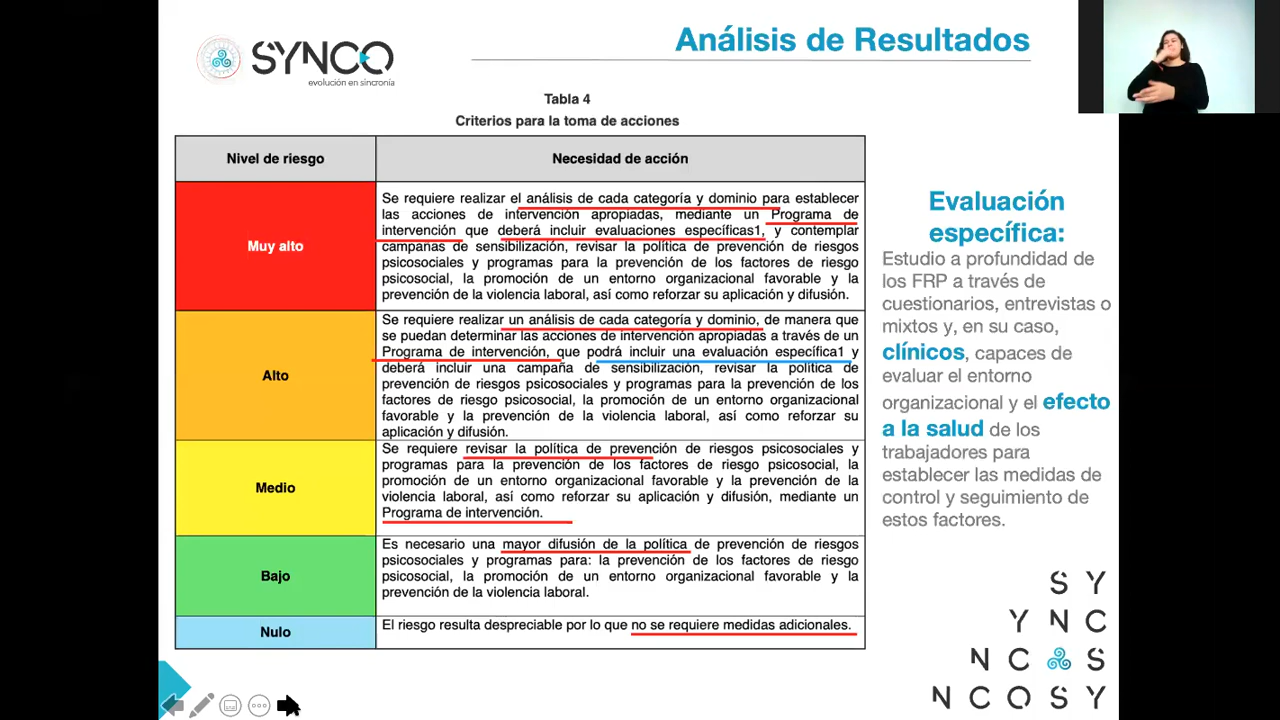 SYNCO
evolución en sincronía
Análisis de Resultados
Tabla 4
Criterios para la toma de acciones
Nivel de riesgo
Necesidad de acción
Muy alto
Se requiere realizar el análisis de cada categoría y dominio para establecer
las acciones de intervención apropiadas, mediante un Programa de
intervención que deberá incluir evaluaciones específicas1, y contemplar
campañas de sensibilización, revisar la política de prevención de riesgos
psicosociales y programas para la prevención de los factores de riesgo
psicosocial, la promoción de un entorno organizacional favorable y la
prevención de la violencia laboral, así como reforzar su aplicación y difusión.
Alto
Se requiere realizar un análisis de cada categoría y dominio, de manera que
se puedan determinar las acciones de intervención apropiadas a través de un
Programa de intervención, que podrá incluir una evaluación específica1 y
deberá incluir una campaña de sensibilización, revisar la política de
prevención de riesgos psicosociales y programas para la prevención de los
factores de riesgo psicosocial, la promoción de un entorno organizacional
favorable y la prevención de la violencia laboral, así como reforzar su
aplicación y difusión.
Medio
Se requiere revisar la política de prevención de riesgos psicosociales y
programas para la prevención de los factores de riesgo psicosocial, la
promoción de un entorno organizacional favorable y la prevención de la
violencia laboral, así como reforzar su aplicación y difusión, mediante un
Programa de intervención.
Bajo
Es necesario una mayor difusión de la política de prevención de riesgos
psicosociales y programas para: la prevención de los factores de riesgo
psicosocial, la promoción de un entorno organizacional favorable y la
prevención de la violencia laboral.
Nulo
El riesgo resulta despreciable por lo que no se requiere medidas adicionales.
Evaluación
específica:
Estudio a profundidad de
los FRP a través de
cuestionarios, entrevistas o
mixtos y, en su caso,
clínicos, capaces de
evaluar el entorno
organizacional y el efecto
a la salud de los
trabajadores para
establecer las medidas de
control y seguimiento de
estos factores.
S Y
Y N C
N C S
N C O S Y